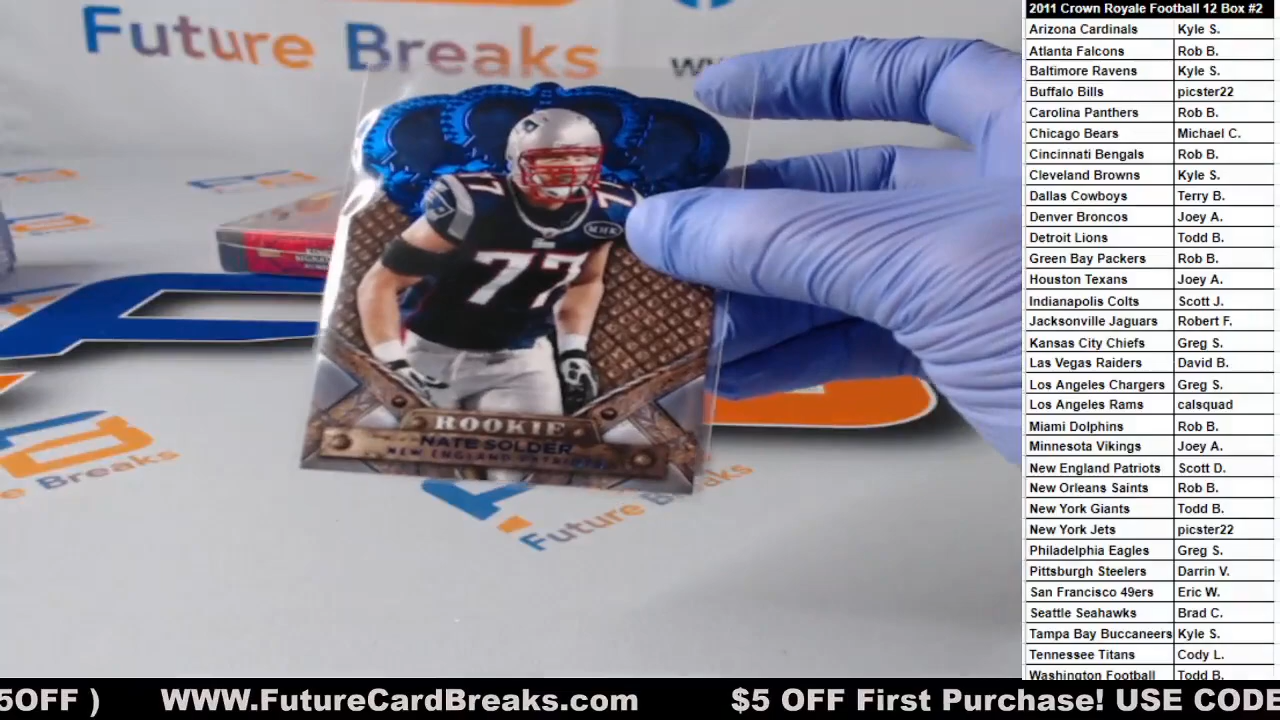 Future Breaks
WW
77
77
MHK
ROOKIE
NATE SOLDER
NEW ENGLAND PATRIOTS
Future Breaks
Breaks
2011 Crown Royale Football 12 Box #2
Arizona Cardinals Kyle S.
Atlanta Falcons Rob B.
Baltimore Ravens Kyle S.
Buffalo Bills picster22
Carolina Panthers Rob B.
Chicago Bears Michael C.
Cincinnati Bengals Rob B.
Cleveland Browns Kyle S.
Dallas Cowboys Terry B.
Denver Broncos Joey A.
Detroit Lions Todd B.
Green Bay Packers Rob B.
Houston Texans Joey A.
Indianapolis Colts Scott J.
Jacksonville Jaguars Robert F.
Kansas City Chiefs Greg S.
Las Vegas Raiders David B.
Los Angeles Chargers Greg S.
Los Angeles Rams calsquad
Miami Dolphins Rob B.
Minnesota Vikings Joey A.
New England Patriots Scott D.
New Orleans Saints Rob B.
New York Giants Todd B.
New York Jets picster22
Philadelphia Eagles Greg S.
Pittsburgh Steelers Darrin V.
San Francisco 49ers Eric W.
Seattle Seahawks Brad C.
Tampa Bay Buccaneers Kyle S.
Tennessee Titans Cody L.
Washington Football Todd B.
5OFF ) WWW.FutureCardBreaks.com $5 OFF First Purchase! USE CODE